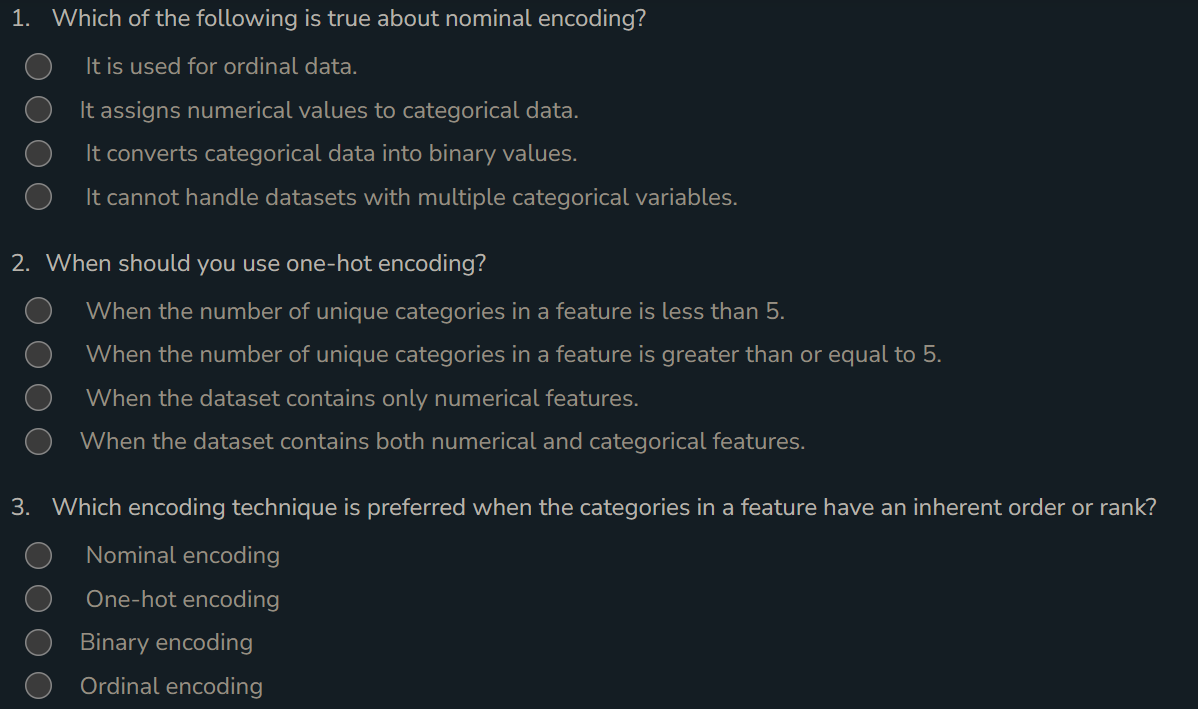 1. Which of the following is true about nominal encoding?
It is used for ordinal data.
It assigns numerical values to categorical data.
It converts categorical data into binary values.
It cannot handle datasets with multiple categorical variables.
2. When should you use one-hot encoding?
When the number of unique categories in a feature is less than 5.
When the number of unique categories in a feature is greater than or equal to 5.
When the dataset contains only numerical features.
When the dataset contains both numerical and categorical features.
3. Which encoding technique is preferred when the categories in a feature have an inherent order or rank?
Nominal encoding
One-hot encoding
Binary encoding
Ordinal encoding